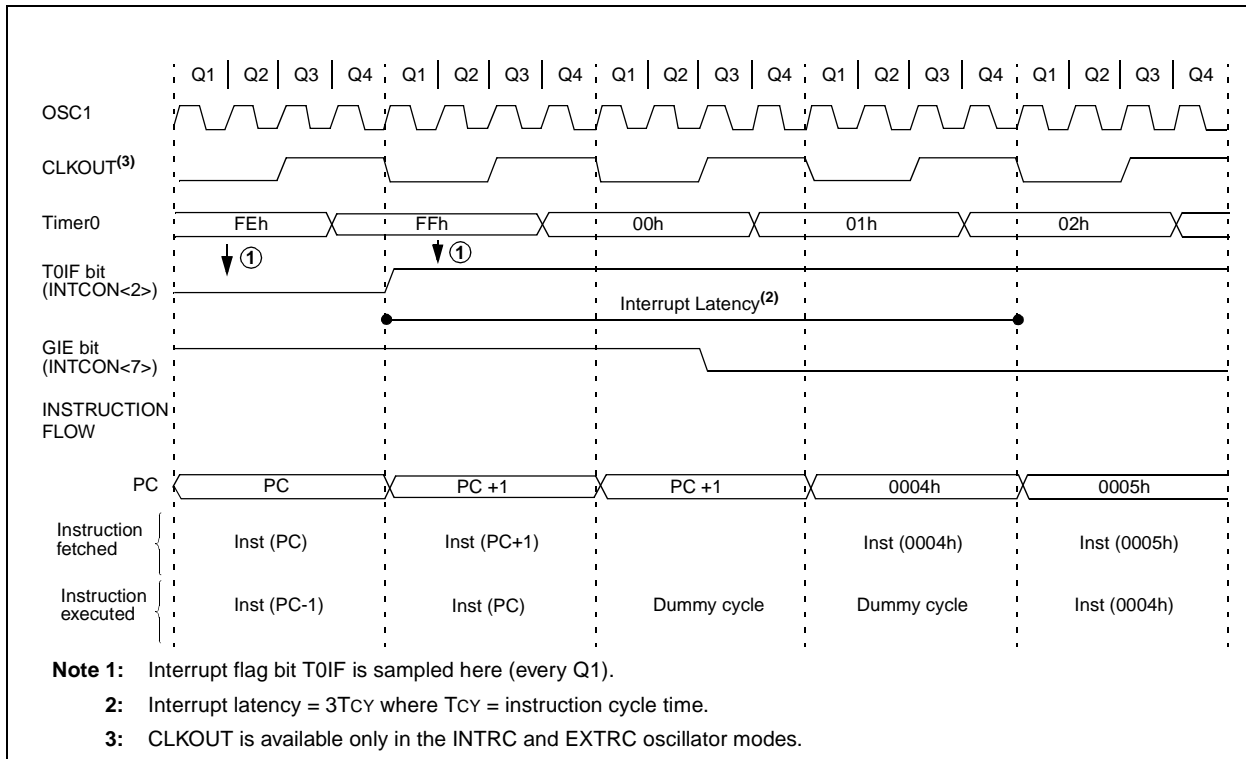 Q1 Q2 Q3 Q4 Q1 Q2 Q3 Q4 Q1 Q2 Q3 Q4 Q1 Q2 Q3 Q4 Q1 Q2 Q3 Q4
OSC1
CLKOUT(3)
Timer0 FEh FFh 00h 01h 02h
1 1
T0IF bit
(INTCON<2>)
Interrupt Latency(2)
GIE bit
(INTCON<7>)
INSTRUCTION
FLOW
PC PC PC +1 PC +1 0004h 0005h
Instruction
fetched
Inst (PC) Inst (PC+1) Inst (0004h) Inst (0005h)
Instruction
executed
Inst (PC-1) Inst (PC) Dummy cycle Dummy cycle Inst (0004h)
Note 1: Interrupt flag bit T0IF is sampled here (every Q1).
2: Interrupt latency = 3TCY where TCY = instruction cycle time.
3: CLKOUT is available only in the INTRC and EXTRC oscillator modes.